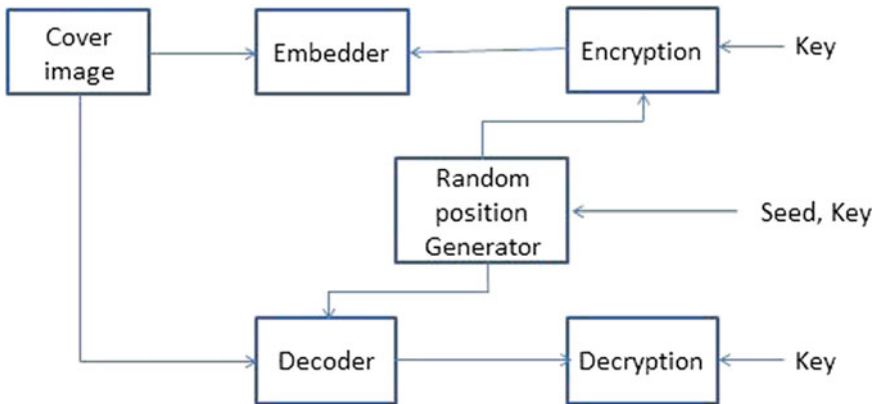 Cover
image
Embedder
Encryption
Key
Random
position
Generator
Seed, Key
Decoder
Decryption
Key